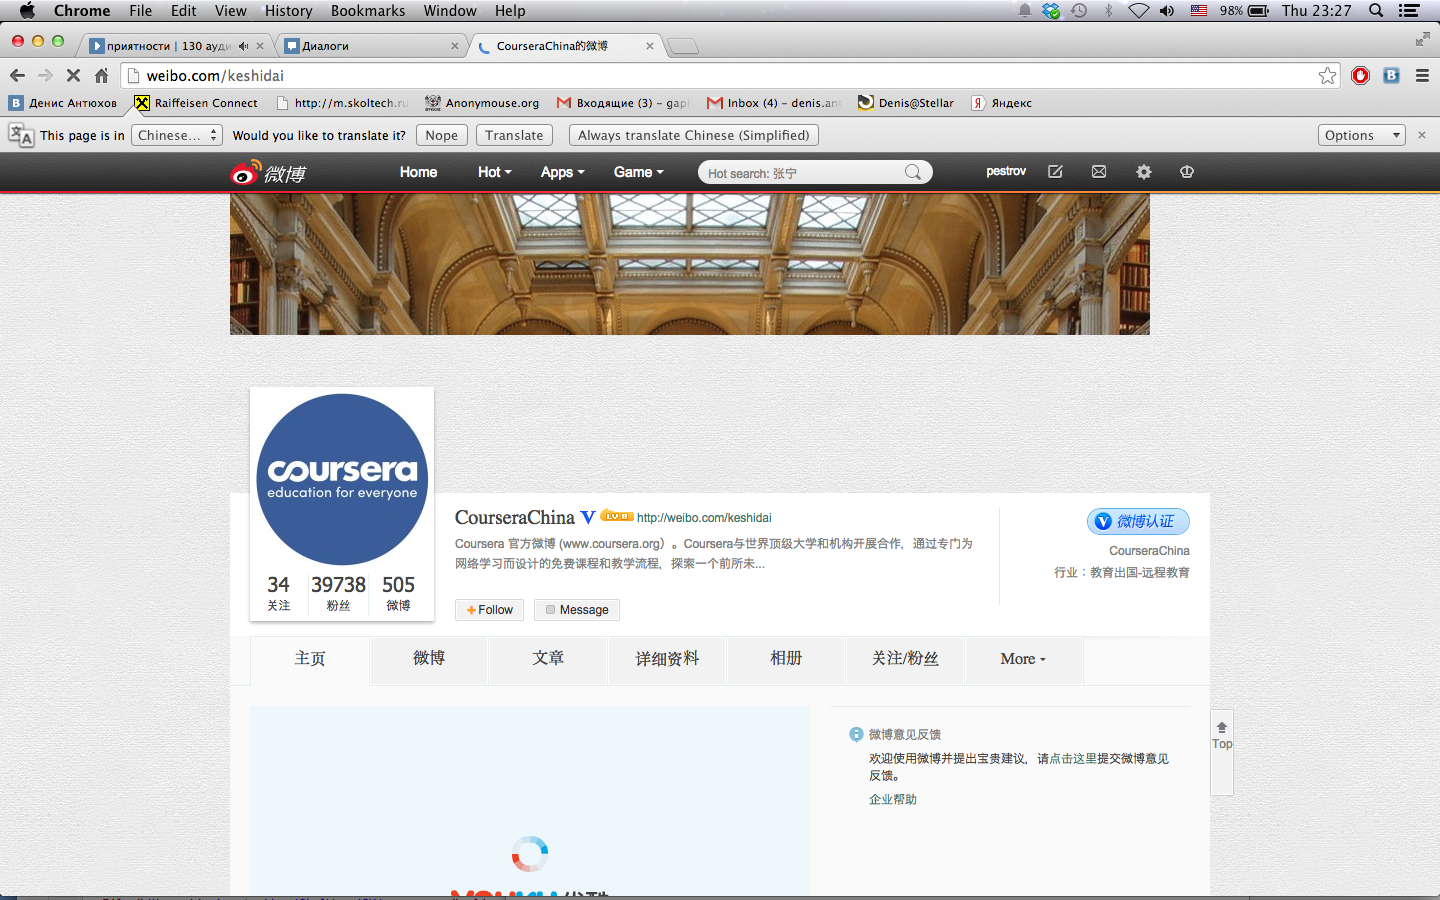 Chrome File Edit View History Bookmarks Window Help 98% Thu 23:27
приятности | 130 ауди
Диалоги
CourseraChina的微博
weibo.com/keshidai
Денис Антюхов
Raiffeisen Connect
http://m.skoltech.ru
Anonymouse.org
Входящие (3) - gap
Inbox (4) - denis.an
Denis@Stellar
Яндекс
This page is in Chinese... Would you like to translate it? Nope Translate Always translate Chinese (Simplified) Options
微博 Home Hot Apps Game Hot search: 张宁 pestrov
coursera
education for everyone
34 39738 505
关注 粉丝 微博
CourseraChina V LV 8 http://weibo.com/keshidai
Coursera 官方微博 (www.coursera.org）。Coursera与世界顶级大学和机构开展合作，通过专门为
网络学习而设计的免费课程和教学流程，探索一个前所未...
+Follow Message
V 微博认证
CourseraChina
行业：教育出国-远程教育
主页 微博 文章 详细资料 相册 关注/粉丝 More
微博意见反馈
欢迎使用微博并提出宝贵建议，请点击这里提交微博意见
反馈。
企业帮助
Top
YOUKU 优酷